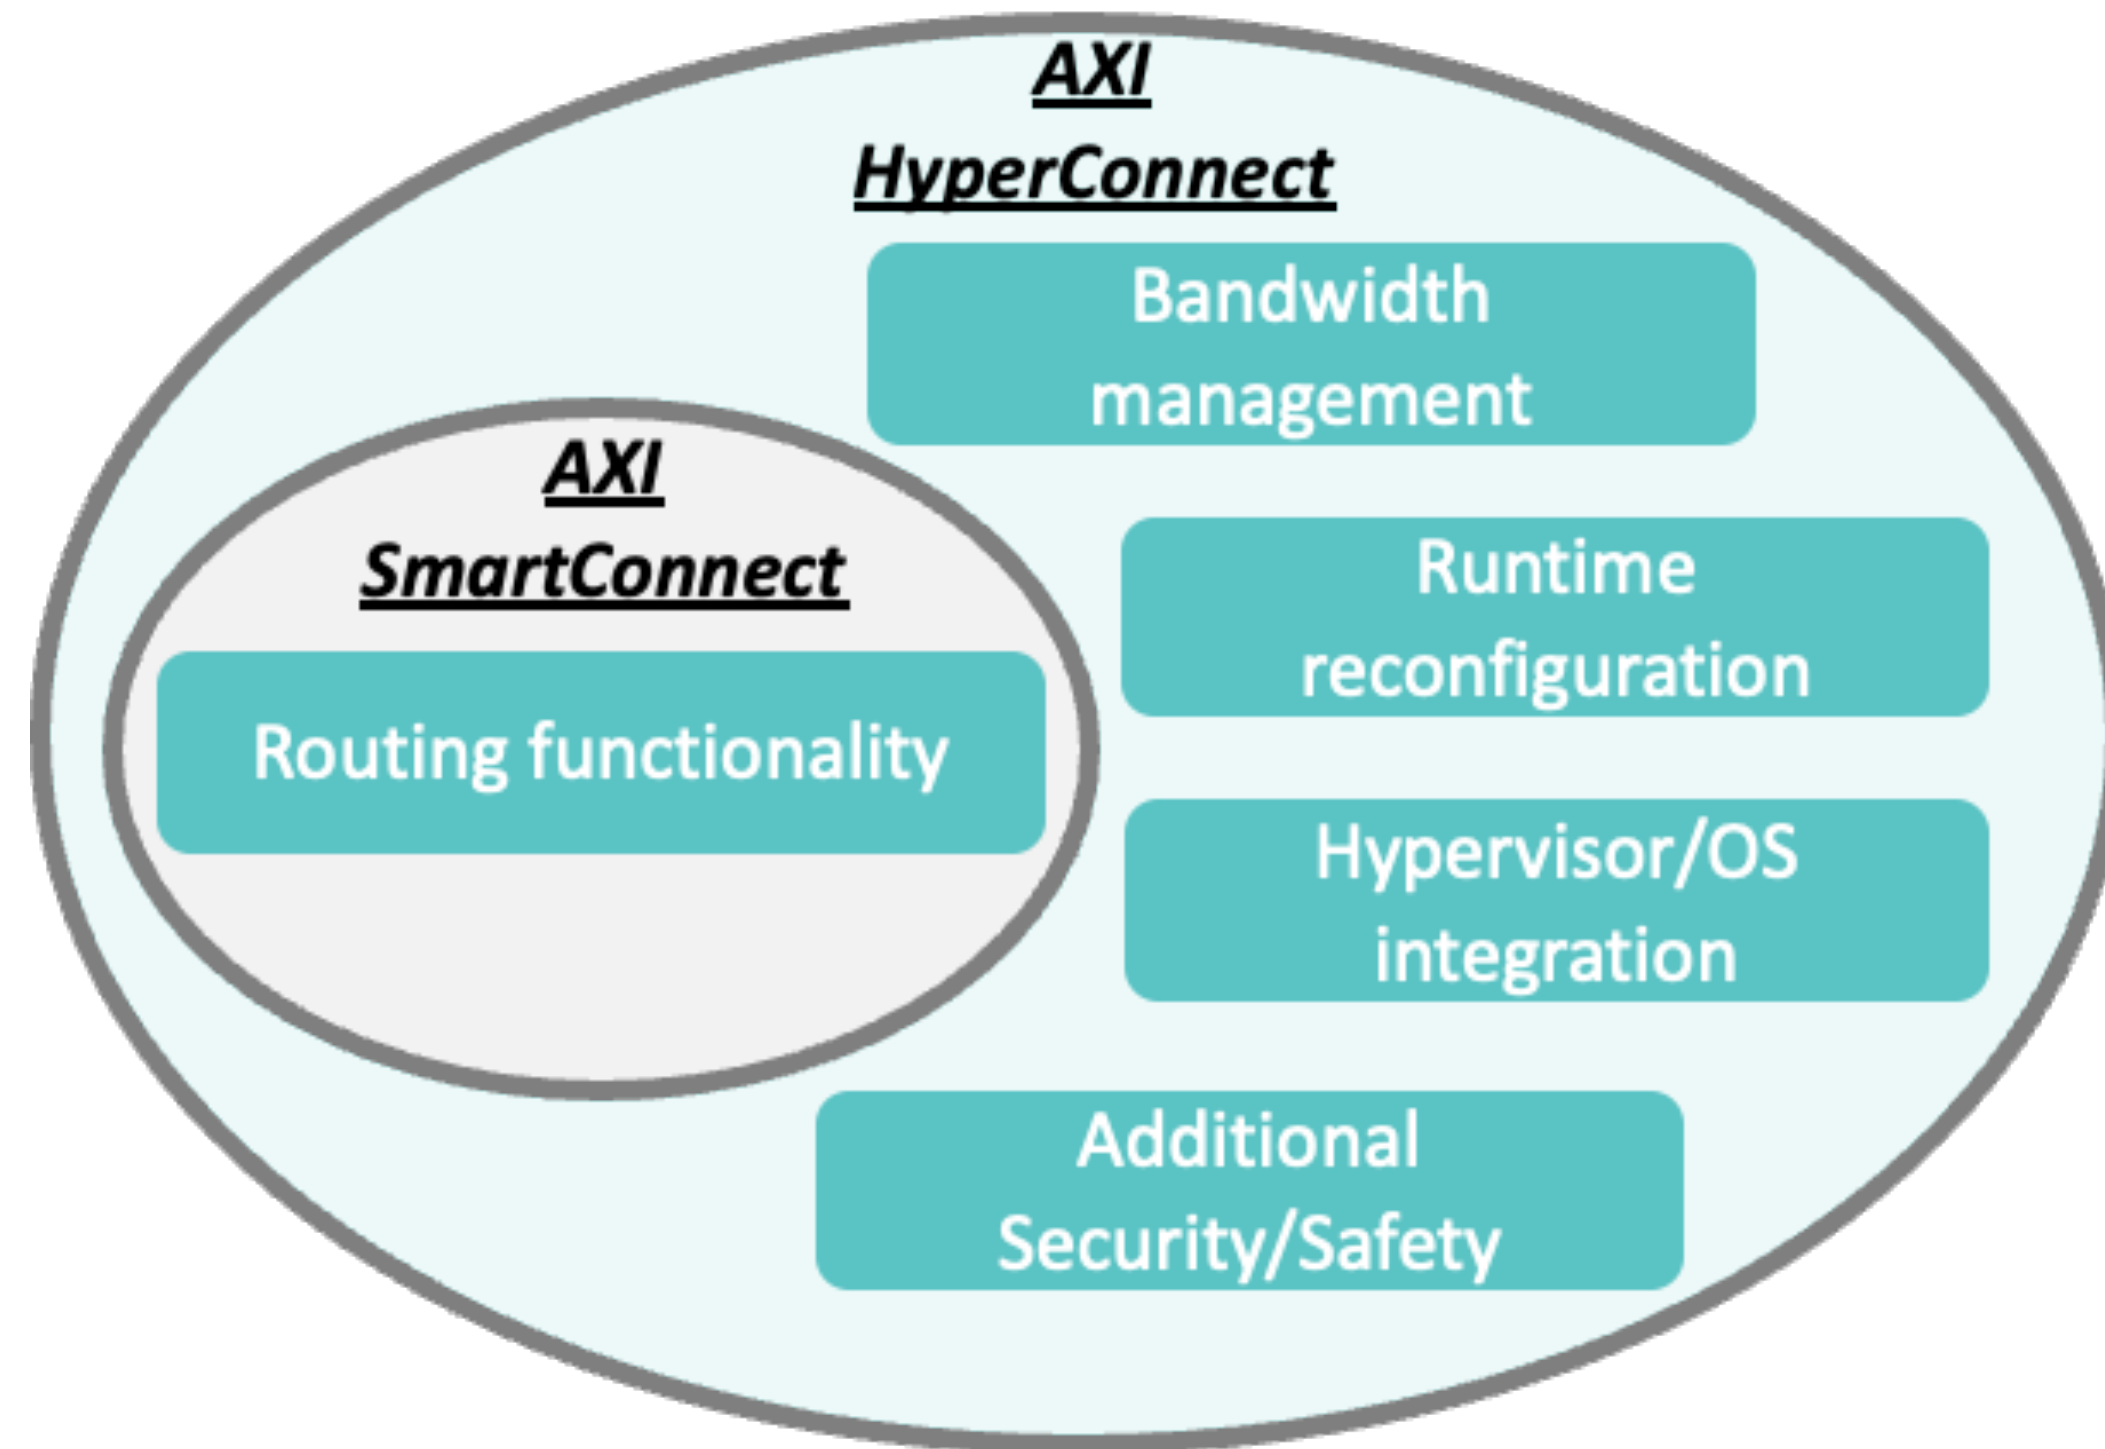 AXI
HyperConnect
Bandwidth
management
AXI
SmartConnect
Routing functionality
Runtime
reconfiguration
Hypervisor/OS
integration
Additional
Security/Safety